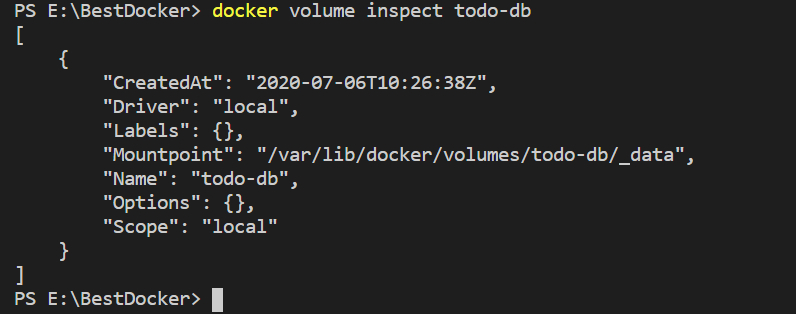 PS E:\BestDocker> docker volume inspect todo-db
[
    {
        "CreatedAt": "2020-07-06T10:26:38Z",
        "Driver": "local",
        "Labels": {},
        "Mountpoint": "/var/lib/docker/volumes/todo-db/_data",
        "Name": "todo-db",
        "Options": {},
        "Scope": "local"
    }
]
PS E:\BestDocker>